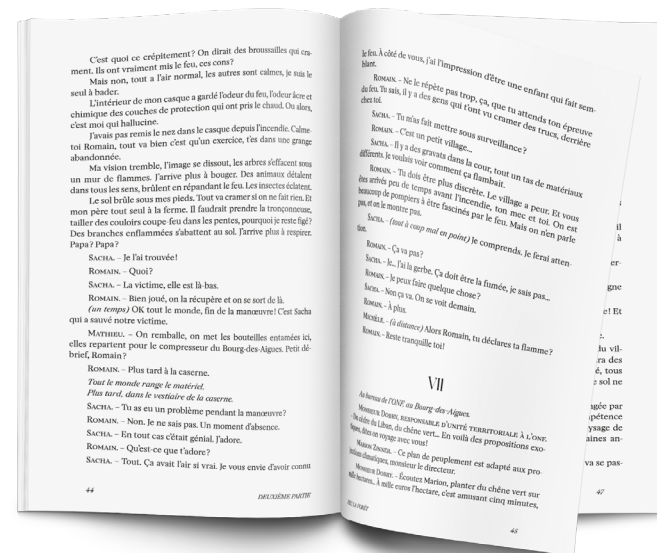 C'est quoi ce crépitement? On dirait des broussailles qui cra-
ment. Ils ont vraiment mis le feu, ces cons?
Mais non, tout a l'air normal, les autres sont calmes, je suis le
seul à bader.
L'intérieur de mon casque a gardé l'odeur du feu, l'odeur âcre et
chimique des couches de protection qui ont pris le chaud. Ou alors,
c'est moi qui hallucine.
J'avais pas remis le nez dans le casque depuis l'incendie. Calme-
toi Romain, tout va bien c'est qu'un exercice, t'es dans une grange
abandonnée.
Ma vision tremble, l'image se dissout, les arbres s'effacent sous
un mur de flammes. J'arrive plus à bouger. Des animaux détalent
dans tous les sens, brûlent en répandant le feu. Les insectes éclatent.
Le sol brûle sous mes pieds. Tout va cramer si on ne fait rien. Et
mon père tout seul à la ferme. Il faudrait prendre la tronçonneuse,
tailler des couloirs coupe-feu dans les pentes, pourquoi je reste figé?
Des branches enflammées s'abattent au sol. J'arrive plus à respirer.
Papa? Papa?
SACHA. – Je l'ai trouvée!
ROMAIN. – Quoi?
SACHA. – La victime, elle est là-bas.
ROMAIN. – Bien joué, on la récupère et on se sort de là.
(un temps) OK tout le monde, fin de la manœuvre! C'est Sacha
qui a sauvé notre victime.
MATHIEU. – On remballe, on met les bouteilles entamées ici,
elles repartent pour le compresseur du Bourg-des-Aigues. Petit dé-
brief, Romain?
ROMAIN. – Plus tard à la caserne.
Tout le monde range le matériel.
Plus tard, dans le vestiaire de la caserne.
SACHA. – Tu as eu un problème pendant la manœuvre?
ROMAIN. – Non. Je ne sais pas. Un moment d'absence.
SACHA. – En tout cas c'était génial. J'adore.
ROMAIN. – Qu'est-ce que t'adore?
SACHA. – Tout. Ça avait l'air si vrai. Je vous envie d'avoir connu
44
DEUXIÈME PARTIE
le feu. À côté de vous, j'ai l'impression d'être une enfant qui fait sem-
blant.
ROMAIN. – Ne le répète pas trop, ça, que tu attends ton épreuve
du feu. Tu sais, il y a des gens qui t'ont vu cramer des trucs, derrière
chez toi.
SACHA. – Tu m'as fait mettre sous surveillance?
ROMAIN. – C'est un petit village...
SACHA. – Il y a des gravats dans la cour, tout un tas de matériaux
différents. Je voulais voir comment ça flambait.
ROMAIN. – Tu dois être plus discrète. Le village a peur. Et vous
êtes arrivés peu de temps avant l'incendie, ton mec et toi. On est
beaucoup de pompiers à être fascinés par le feu. Mais on n'en parle
pas, et on le montre pas.
SACHA. – (tout à coup mal en point) Je comprends. Je ferai atten-
tion.
ROMAIN. – Ça va pas?
SACHA. – Je... J'ai la gerbe. Ça doit être la fumée, je sais pas...
ROMAIN. – Je peux faire quelque chose?
SACHA. – Non ça va. On se voit demain.
ROMAIN. – À plus.
MICHÈLE. – (à distance) Alors Romain, tu déclares ta flamme?
ROMAIN. – Reste tranquille toi!
VII
Au bureau de l'ONF, au Bourg-des-Aigues.
MONSIEUR DORMY, RESPONSABLE D'UNITÉ TERRITORIALE À L'ONF.
– Du cèdre du Liban, du chêne vert... En voilà des propositions exo-
tiques, dites on voyage avec vous!
MARION – Ce plan de peuplement est adapté aux pro-
jections climatiques, monsieur le directeur.
MONSIEUR DORMY. – Écoutez Marion, planter du chêne vert sur
mille hectares... À mille euros l'hectare, c'est amusant cinq minutes,
45
47